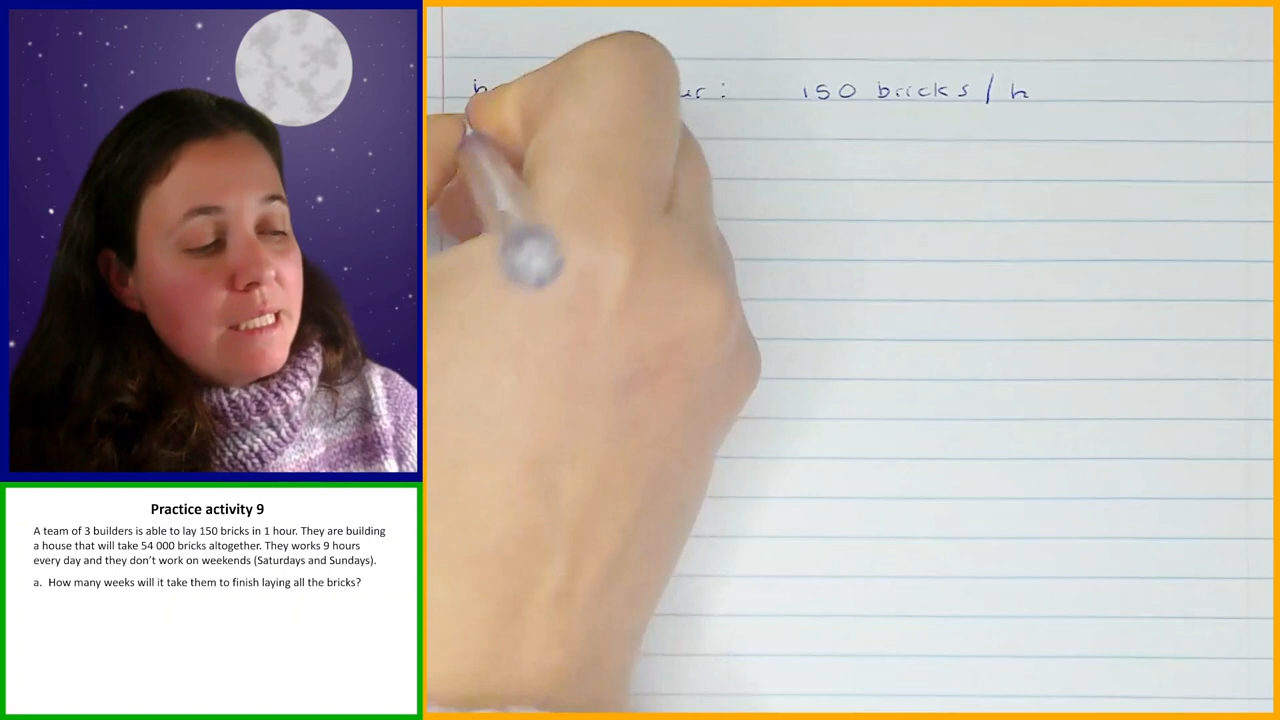 150 bricks / h
Practice activity 9
A team of 3 builders is able to lay 150 bricks in 1 hour. They are building
a house that will take 54 000 bricks altogether. They works 9 hours
every day and they don't work on weekends (Saturdays and Sundays).
a. How many weeks will it take them to finish laying all the bricks?